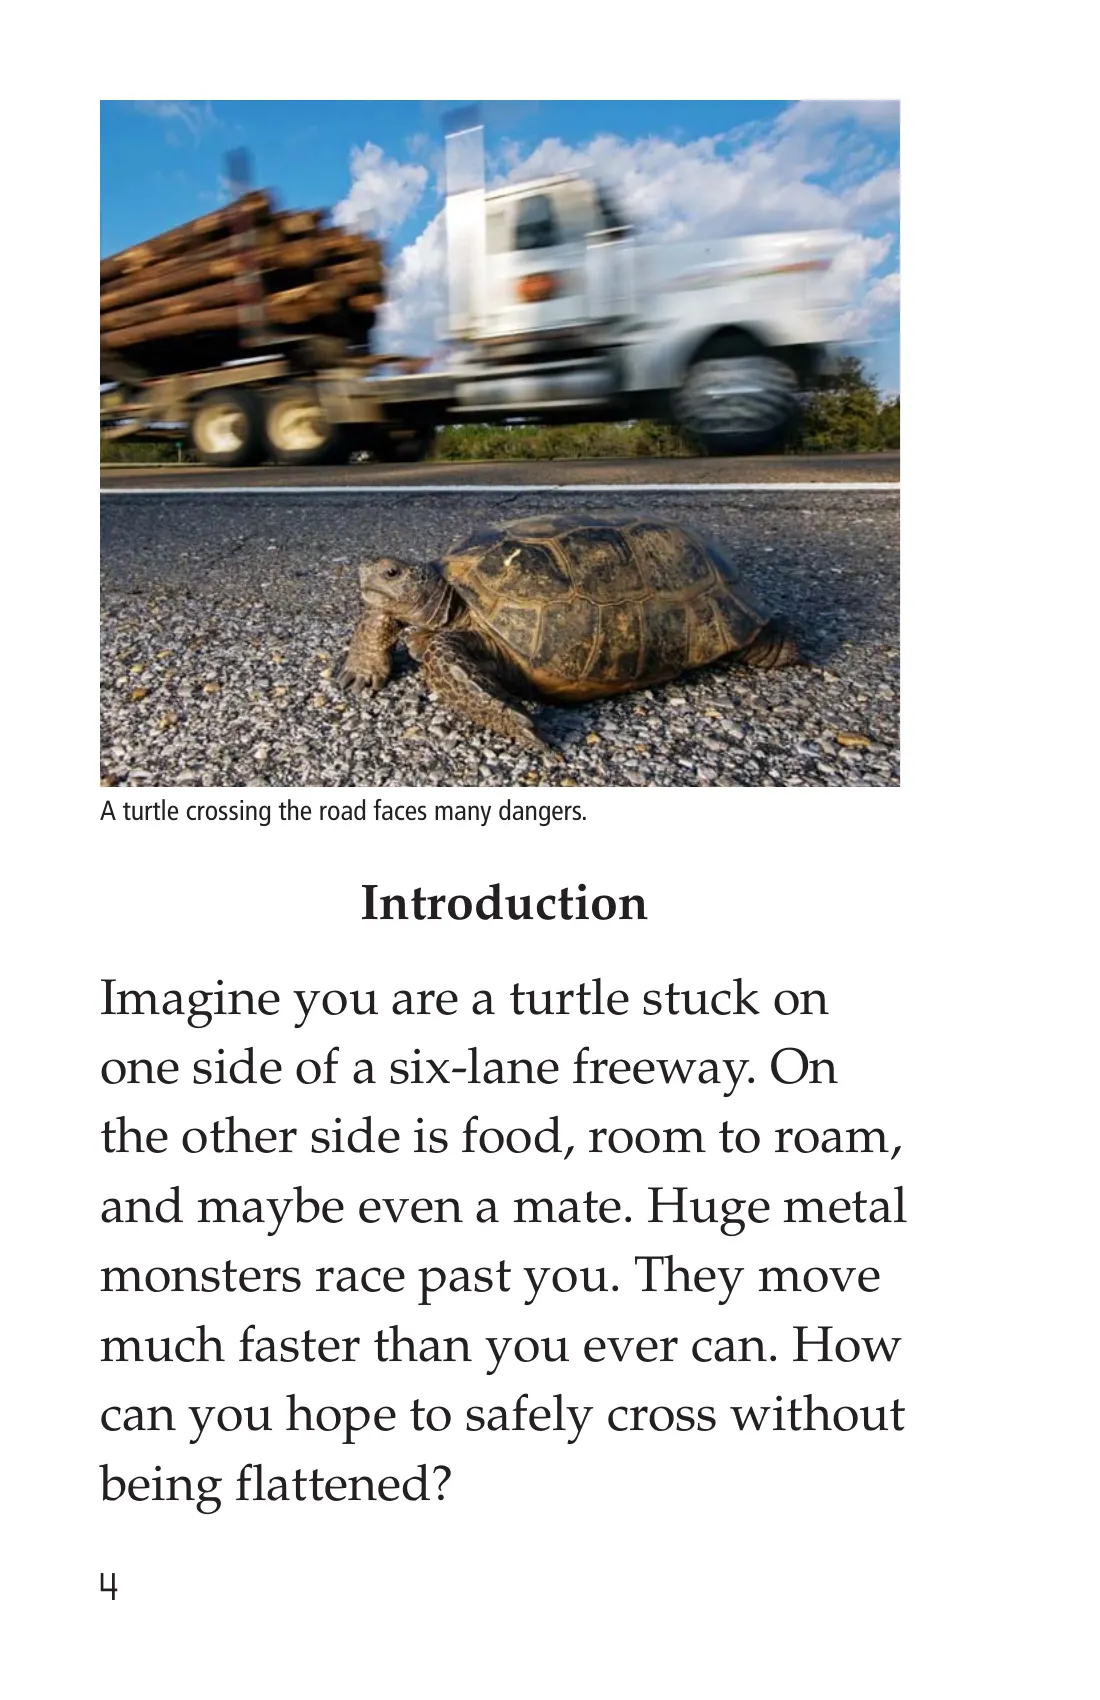 A turtle crossing the road faces many dangers.
Introduction
Imagine you are a turtle stuck on
one side of a six-lane freeway. On
the other side is food, room to roam,
and maybe even a mate. Huge metal
monsters race past you. They move
much faster than you ever can. How
can you hope to safely cross without
being flattened?
4